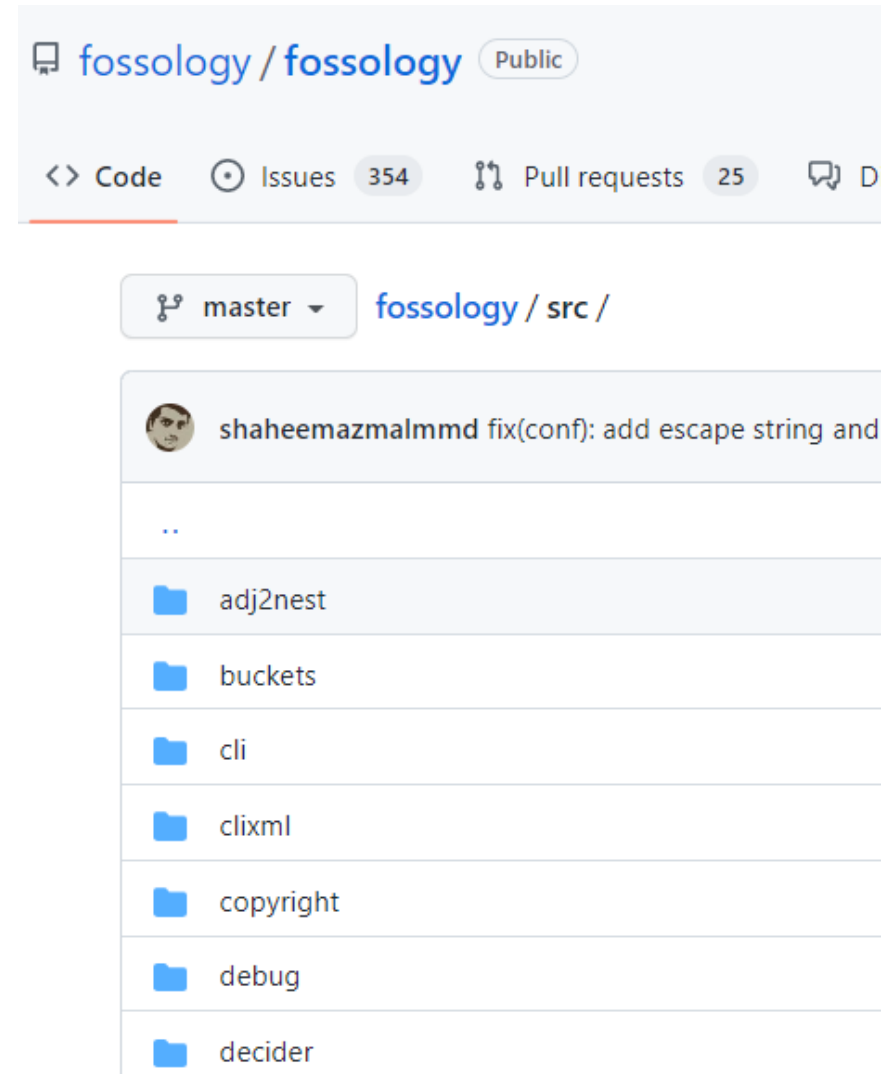 fossology / fossology Public
Code Issues 354 Pull requests 25 D
master fossology / src /
shaheemazmalmmd fix(conf): add escape string and
..
adj2nest
buckets
cli
clixml
copyright
debug
decider